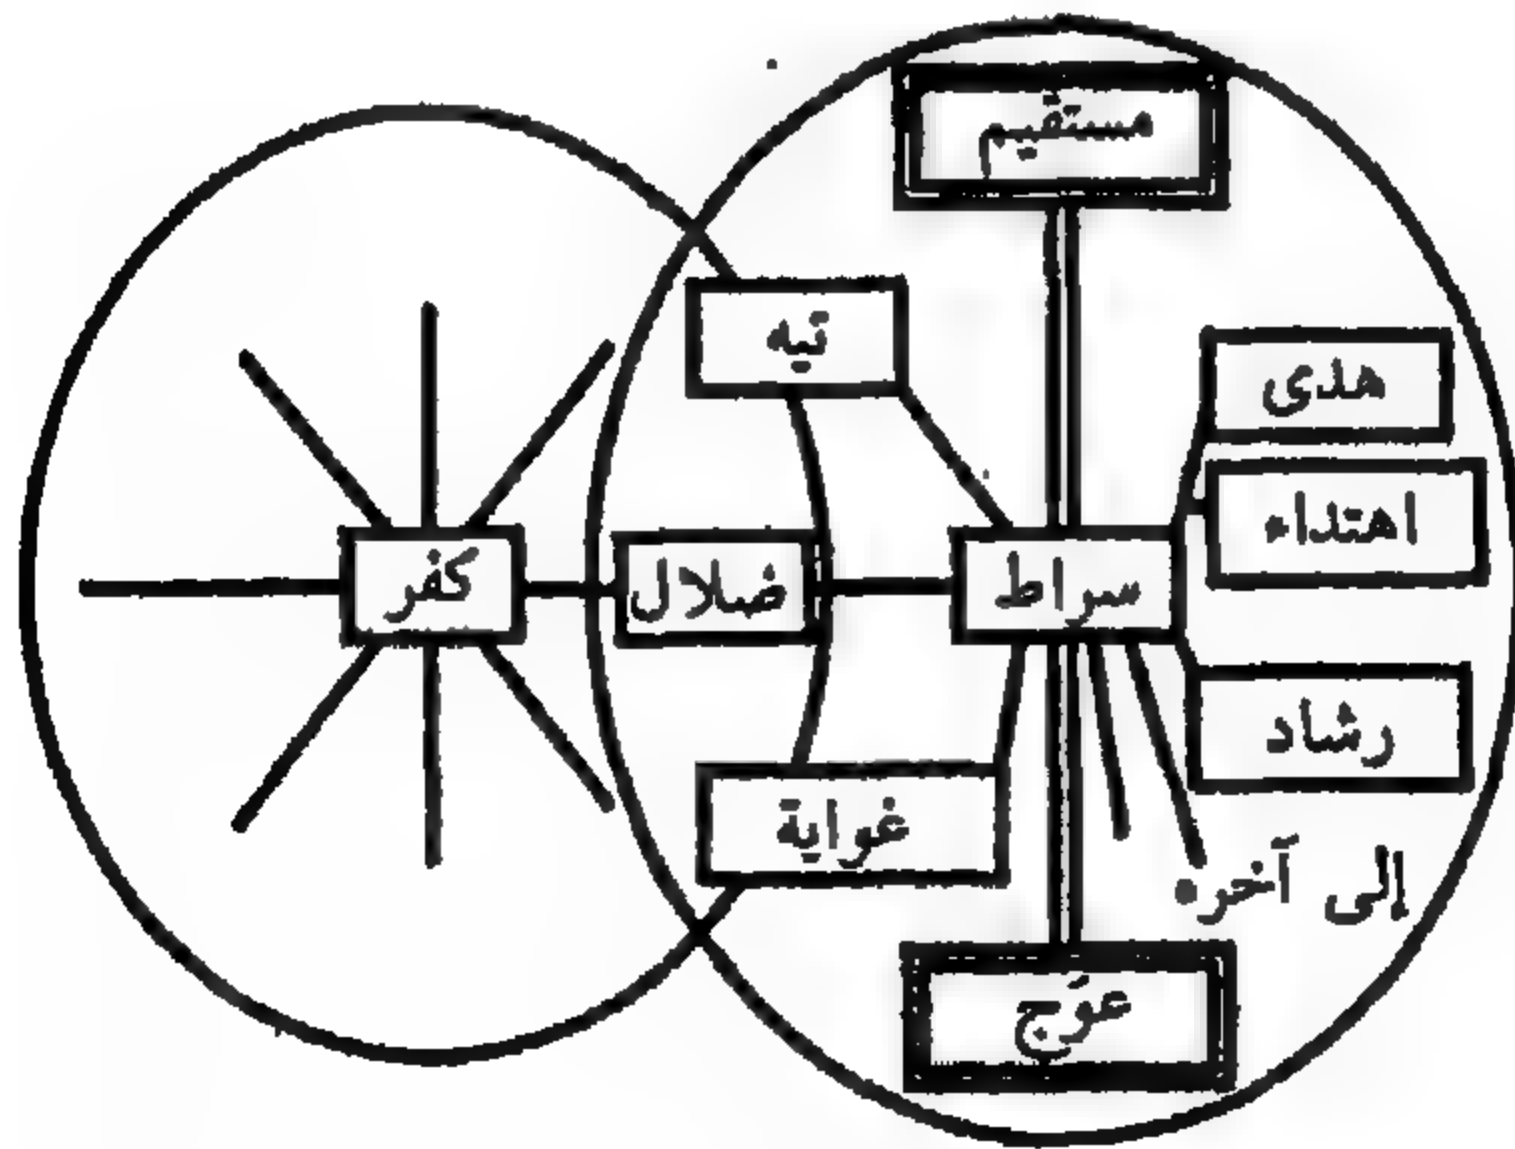 مستقيم
تيه
هدى
اهتداء
سراط
ضلال
كفر
رشاد
غواية
إلى آخره
عوَج